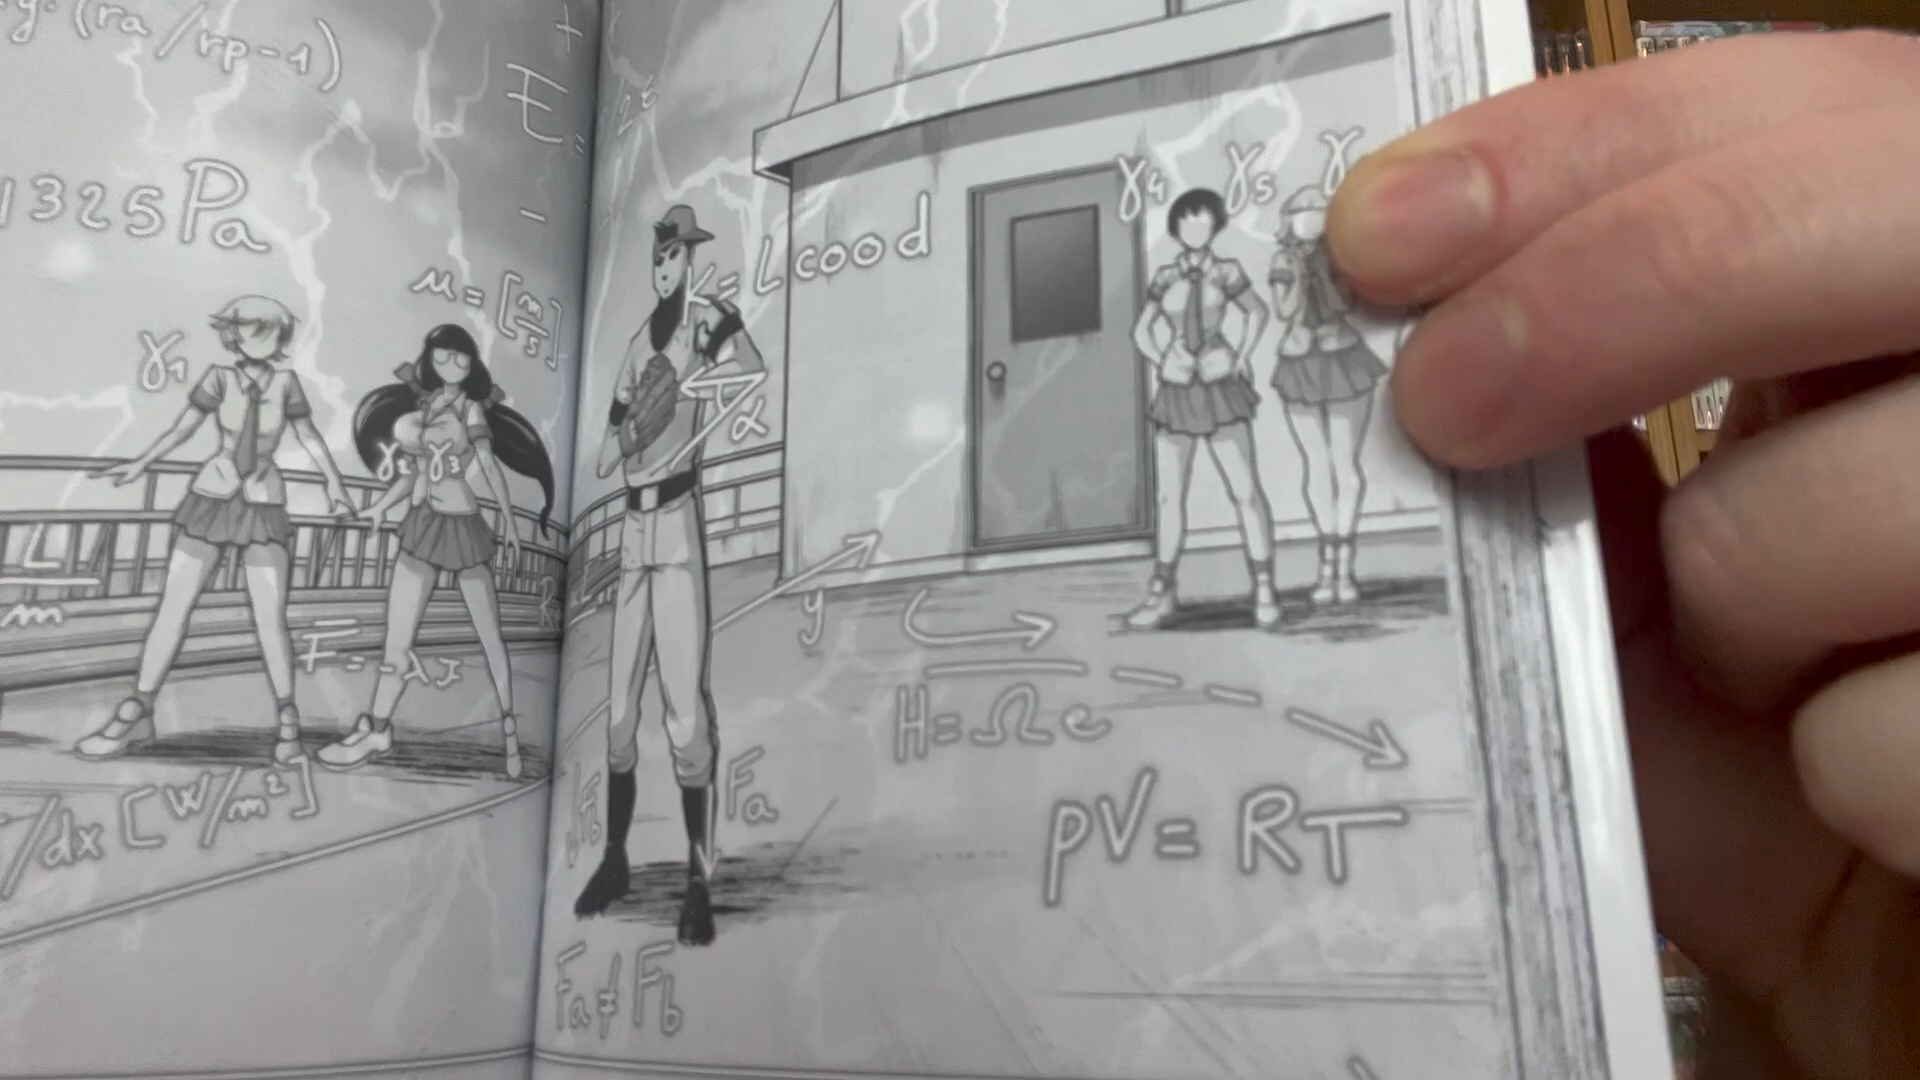 (ra/rp-1)
1325Pa
μ=[m/s]
γ1
γ2 γ3
m
F=-λJ
/dx [W/m²]
+
E=
-
K=Lcood
α
γ4 γ5 γ
y
H=Ωe
pV=RT
Fb
Fa
Fa≠Fb